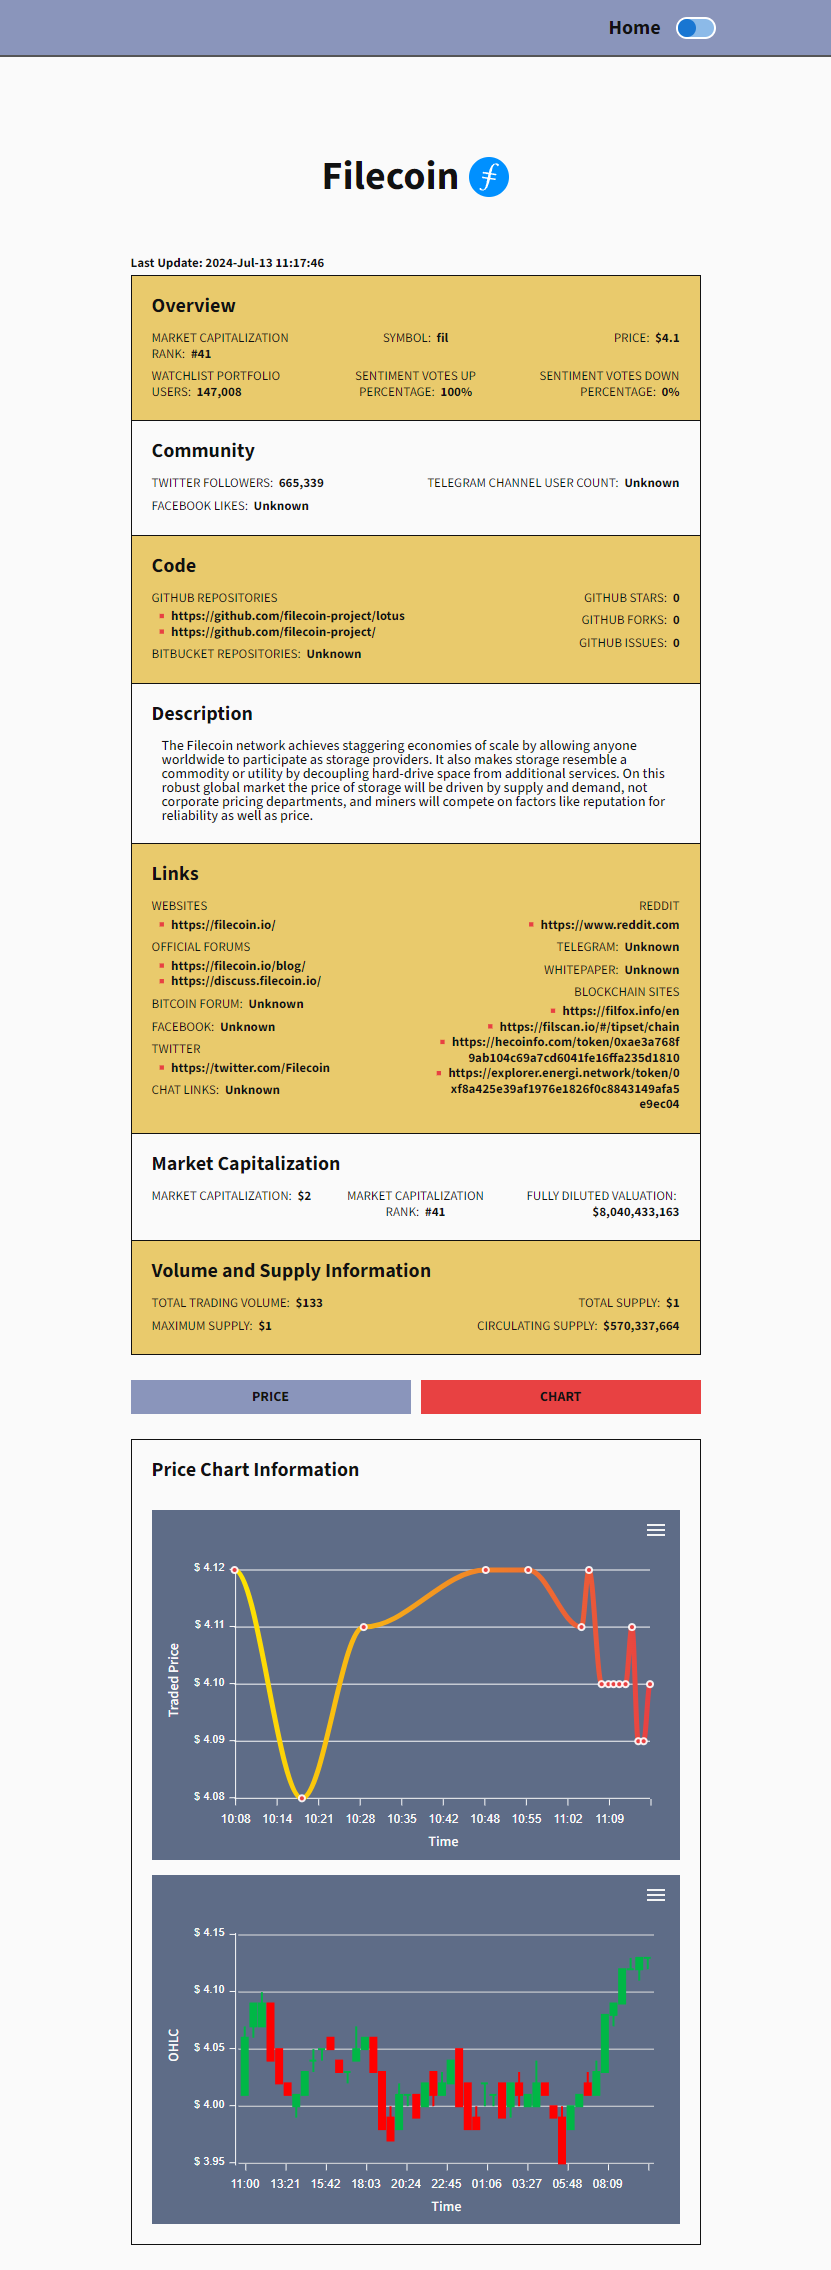 Home
Filecoin
Last Update: 2024-Jul-13 11:17:46
Overview
MARKET CAPITALIZATION
RANK: #41
SYMBOL: fil
PRICE: $4.1
WATCHLIST PORTFOLIO
USERS: 147,008
SENTIMENT VOTES UP
PERCENTAGE: 100%
SENTIMENT VOTES DOWN
PERCENTAGE: 0%
Community
TWITTER FOLLOWERS: 665,339
TELEGRAM CHANNEL USER COUNT: Unknown
FACEBOOK LIKES: Unknown
Code
GITHUB REPOSITORIES
https://github.com/filecoin-project/lotus
https://github.com/filecoin-project/
BITBUCKET REPOSITORIES: Unknown
GITHUB STARS: 0
GITHUB FORKS: 0
GITHUB ISSUES: 0
Description
The Filecoin network achieves staggering economies of scale by allowing anyone
worldwide to participate as storage providers. It also makes storage resemble a
commodity or utility by decoupling hard-drive space from additional services. On this
robust global market the price of storage will be driven by supply and demand, not
corporate pricing departments, and miners will compete on factors like reputation for
reliability as well as price.
Links
WEBSITES
https://filecoin.io/
OFFICIAL FORUMS
https://filecoin.io/blog/
https://discuss.filecoin.io/
BITCOIN FORUM: Unknown
FACEBOOK: Unknown
TWITTER
https://twitter.com/Filecoin
CHAT LINKS: Unknown
REDDIT
https://www.reddit.com
TELEGRAM: Unknown
WHITEPAPER: Unknown
BLOCKCHAIN SITES
https://filfox.info/en
https://filscan.io/#/tipset/chain
https://hecoinfo.com/token/0xae3a768f
9ab104c69a7cd6041fe16ffa235d1810
https://explorer.energi.network/token/0
xf8a425e39af1976e1826f0c8843149afa5
e9ec04
Market Capitalization
MARKET CAPITALIZATION: $2
MARKET CAPITALIZATION
RANK: #41
FULLY DILUTED VALUATION:
$8,040,433,163
Volume and Supply Information
TOTAL TRADING VOLUME: $133
TOTAL SUPPLY: $1
MAXIMUM SUPPLY: $1
CIRCULATING SUPPLY: $570,337,664
PRICE
CHART
Price Chart Information
Traded Price
$ 4.12
$ 4.11
$ 4.10
$ 4.09
$ 4.08
10:08 10:14 10:21 10:28 10:35 10:42 10:48 10:55 11:02 11:09
Time
OHLC
$ 4.15
$ 4.10
$ 4.05
$ 4.00
$ 3.95
11:00 13:21 15:42 18:03 20:24 22:45 01:06 03:27 05:48 08:09
Time